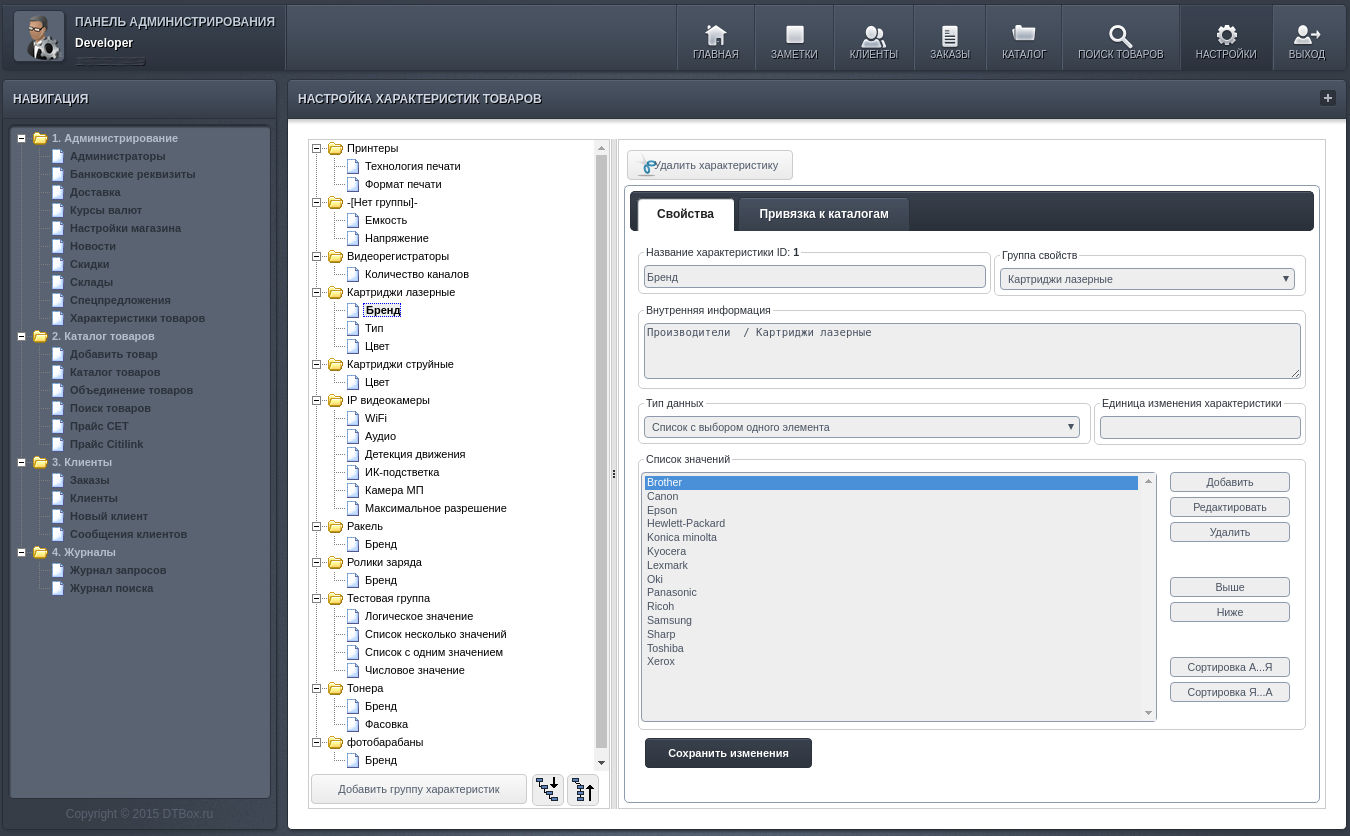 ПАНЕЛЬ АДМИНИСТРИРОВАНИЯ
Developer
ГЛАВНАЯ
ЗАМЕТКИ
КЛИЕНТЫ
ЗАКАЗЫ
КАТАЛОГ
ПОИСК ТОВАРОВ
НАСТРОЙКИ
ВЫХОД
НАВИГАЦИЯ
1. Администрирование
Администраторы
Банковские реквизиты
Доставка
Курсы валют
Настройки магазина
Новости
Скидки
Склады
Спецпредложения
Характеристики товаров
2. Каталог товаров
Добавить товар
Каталог товаров
Объединение товаров
Поиск товаров
Прайс СЕТ
Прайс Citilink
3. Клиенты
Заказы
Клиенты
Новый клиент
Сообщения клиентов
4. Журналы
Журнал запросов
Журнал поиска
Copyright © 2015 DTBox.ru
НАСТРОЙКА ХАРАКТЕРИСТИК ТОВАРОВ
Принтеры
Технология печати
Формат печати
-[Нет группы]-
Емкость
Напряжение
Видеорегистраторы
Количество каналов
Картриджи лазерные
Бренд
Тип
Цвет
Картриджи струйные
Цвет
IP видеокамеры
WiFi
Аудио
Детекция движения
ИК-подстветка
Камера МП
Максимальное разрешение
Ракель
Бренд
Ролики заряда
Бренд
Тестовая группа
Логическое значение
Список несколько значений
Список с одним значением
Числовое значение
Тонера
Бренд
Фасовка
фотобарабаны
Бренд
Добавить группу характеристик
Удалить характеристику
Свойства
Привязка к каталогам
Название характеристики ID: 1
Бренд
Группа свойств
Картриджи лазерные
Внутренняя информация
Производители / Картриджи лазерные
Тип данных
Список с выбором одного элемента
Единица изменения характеристики
Список значений
Brother
Canon
Epson
Hewlett-Packard
Konica minolta
Kyocera
Lexmark
Oki
Panasonic
Ricoh
Samsung
Sharp
Toshiba
Xerox
Добавить
Редактировать
Удалить
Выше
Ниже
Сортировка А...Я
Сортировка Я...А
Сохранить изменения